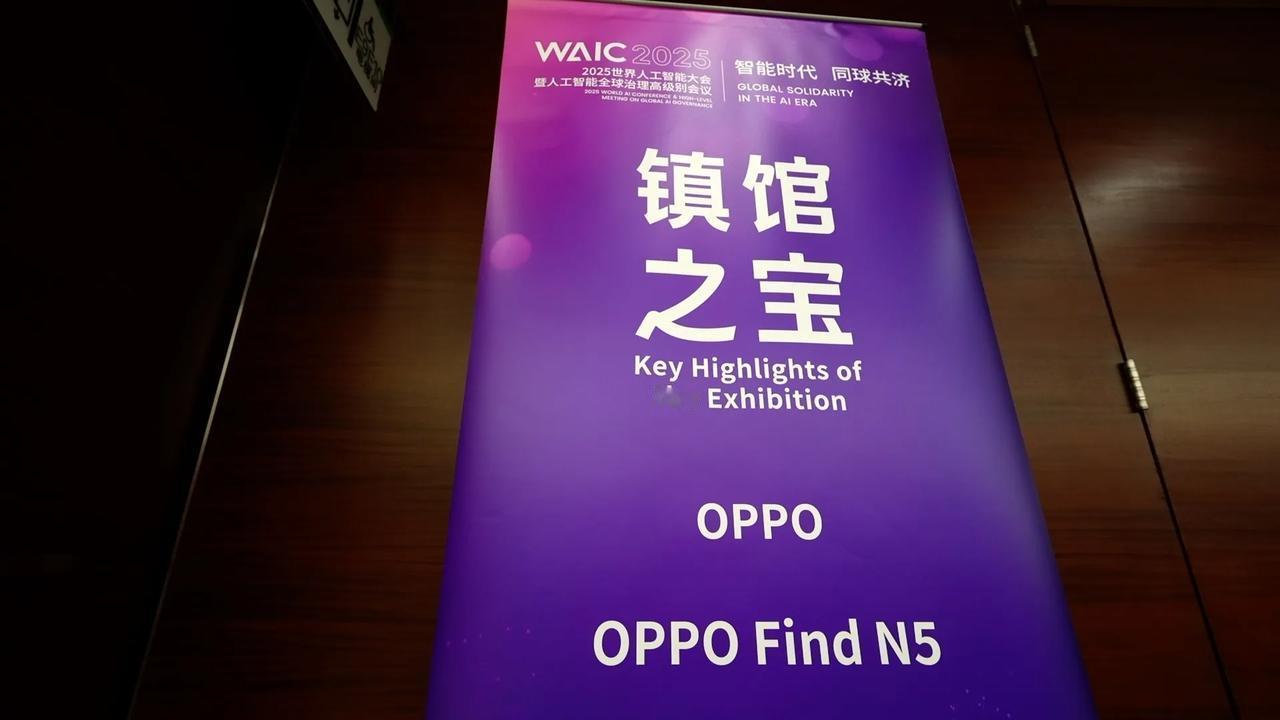 WAIC 2025
2025世界人工智能大会
暨人工智能全球治理高级别会议
2025 WORLD AI CONFERENCE & HIGH-LEVEL
MEETING ON GLOBAL AI GOVERNANCE
智能时代 同球共济
GLOBAL SOLIDARITY
IN THE AI ERA
镇馆
之宝
Key Highlights of
Exhibition
OPPO
OPPO Find N5